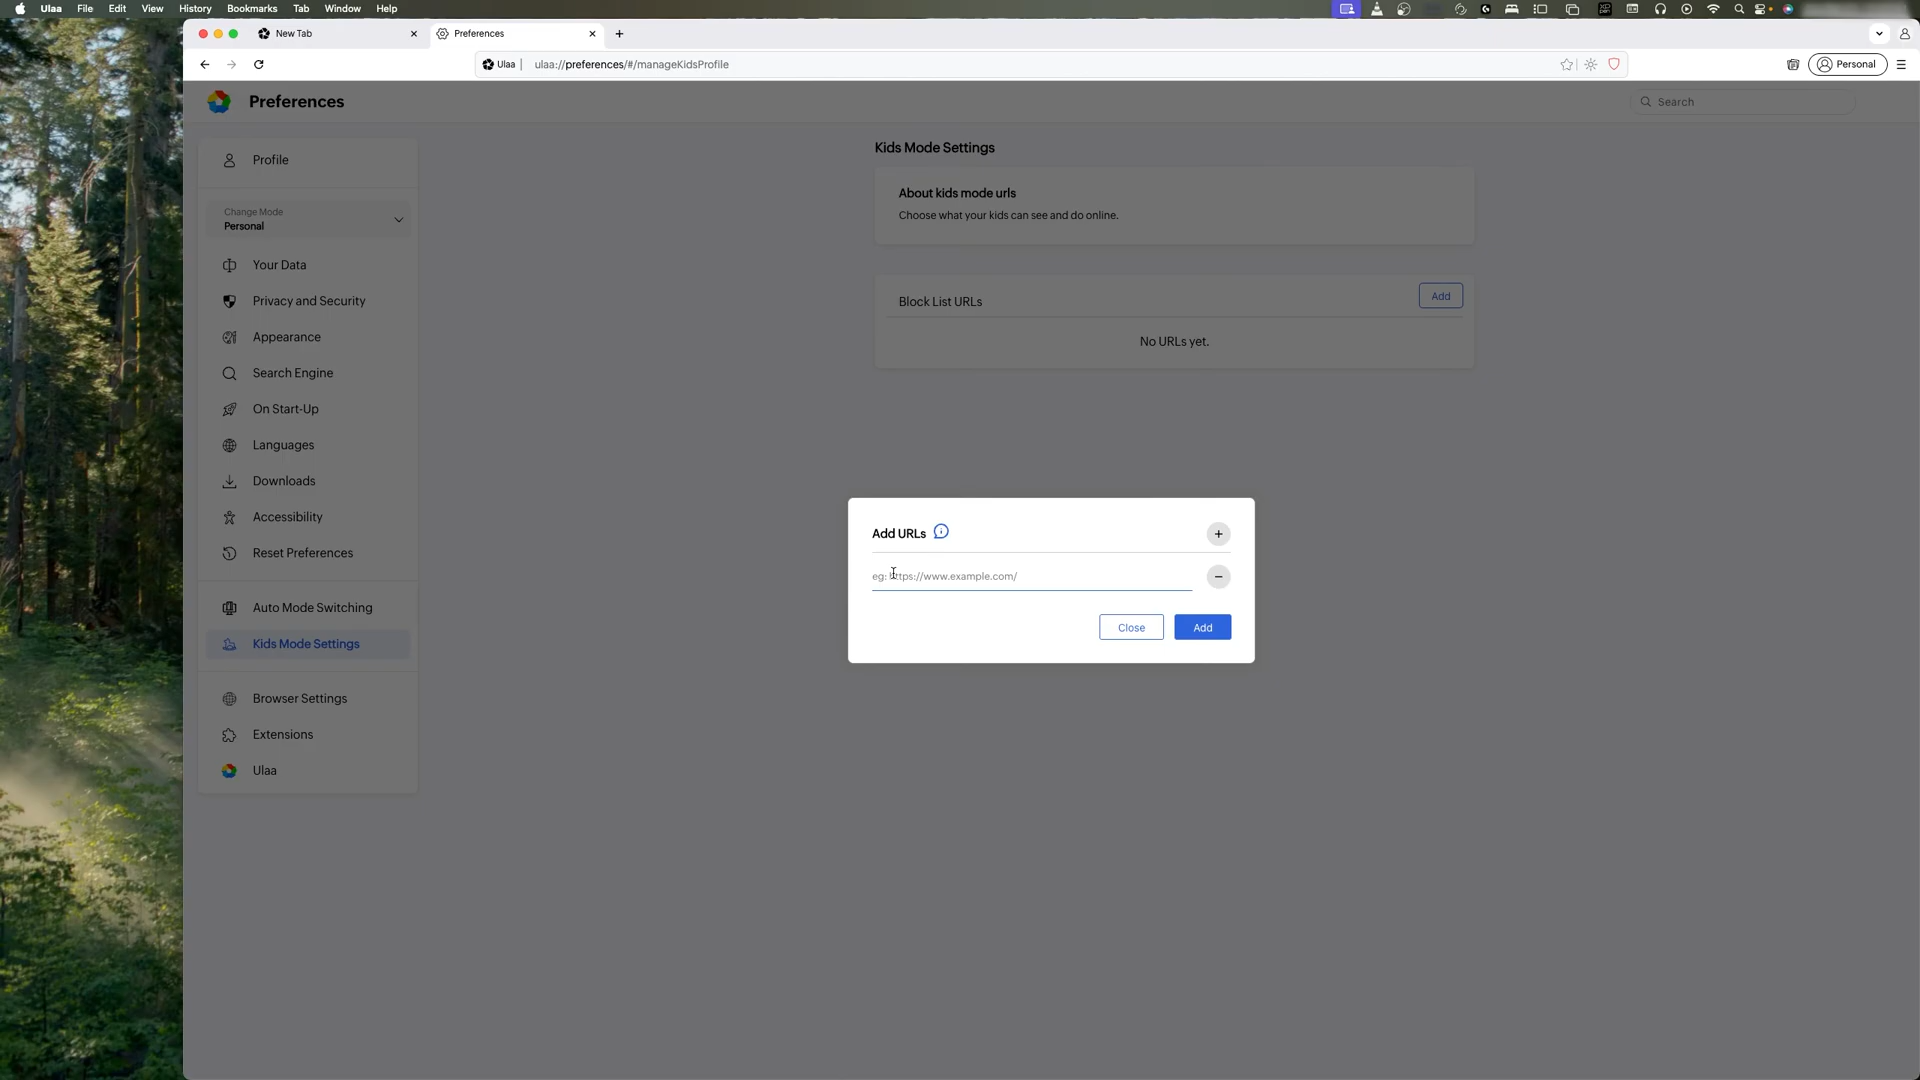 Ulaa File Edit View History Bookmarks Tab Window Help
New Tab
Preferences
Ulaa
ulaa://preferences/#/manageKidsProfile
Personal
Preferences
Search
Profile
Change Mode
Personal
Your Data
Privacy and Security
Appearance
Search Engine
On Start-Up
Languages
Downloads
Accessibility
Reset Preferences
Auto Mode Switching
Kids Mode Settings
Browser Settings
Extensions
Ulaa
Kids Mode Settings
About kids mode urls
Choose what your kids can see and do online.
Block List URLs
Add
No URLs yet.
Add URLs
eg: https://www.example.com/
Close
Add